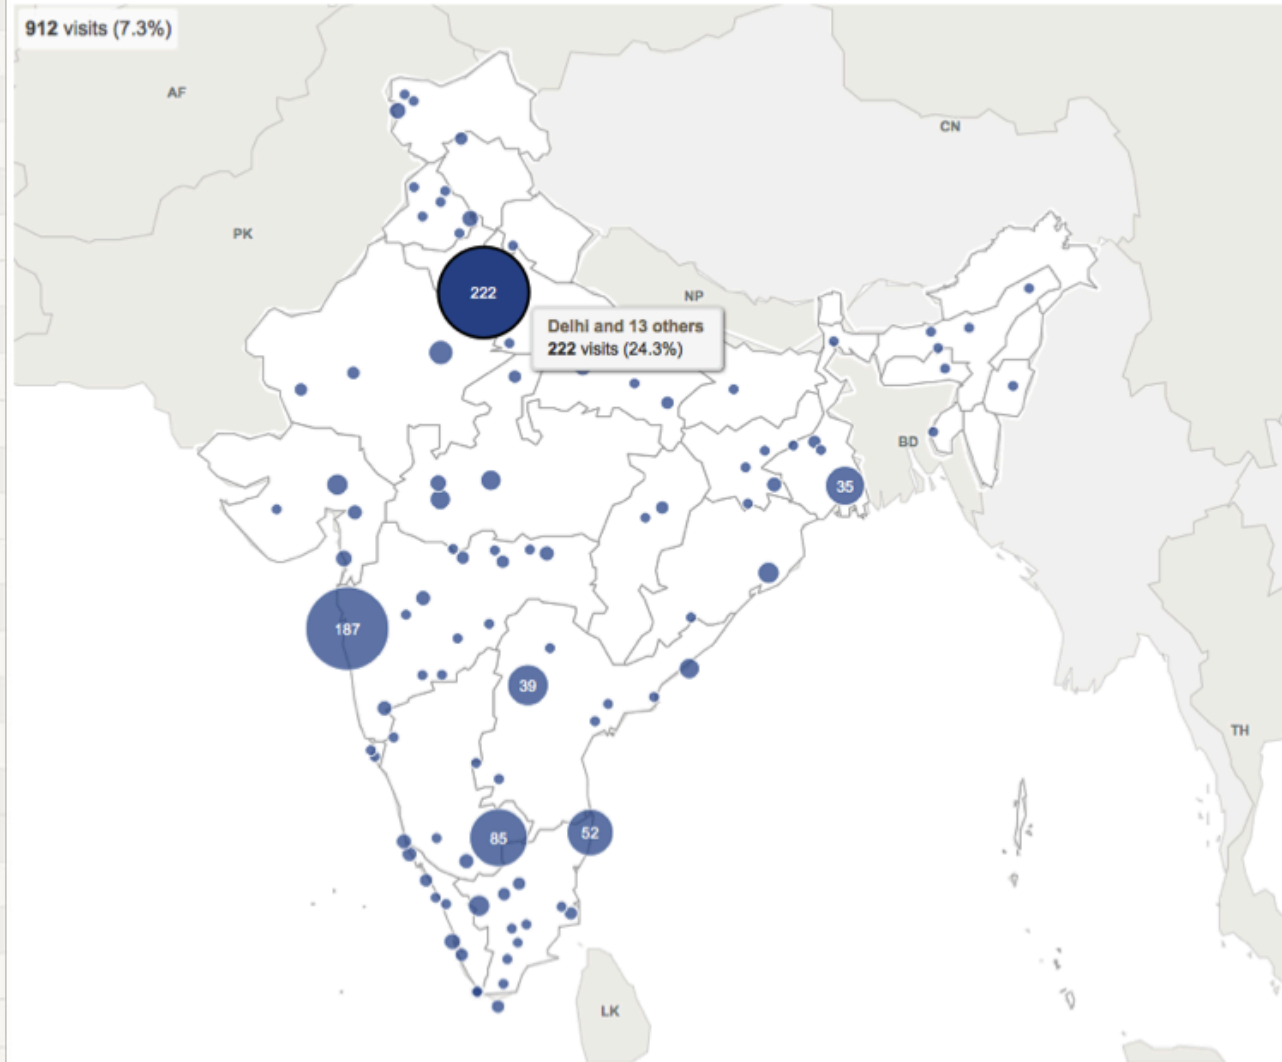 912 visits (7.3%)
AF
CN
PK
222
NP
Delhi and 13 others
222 visits (24.3%)
BD
35
187
39
TH
85
52
LK